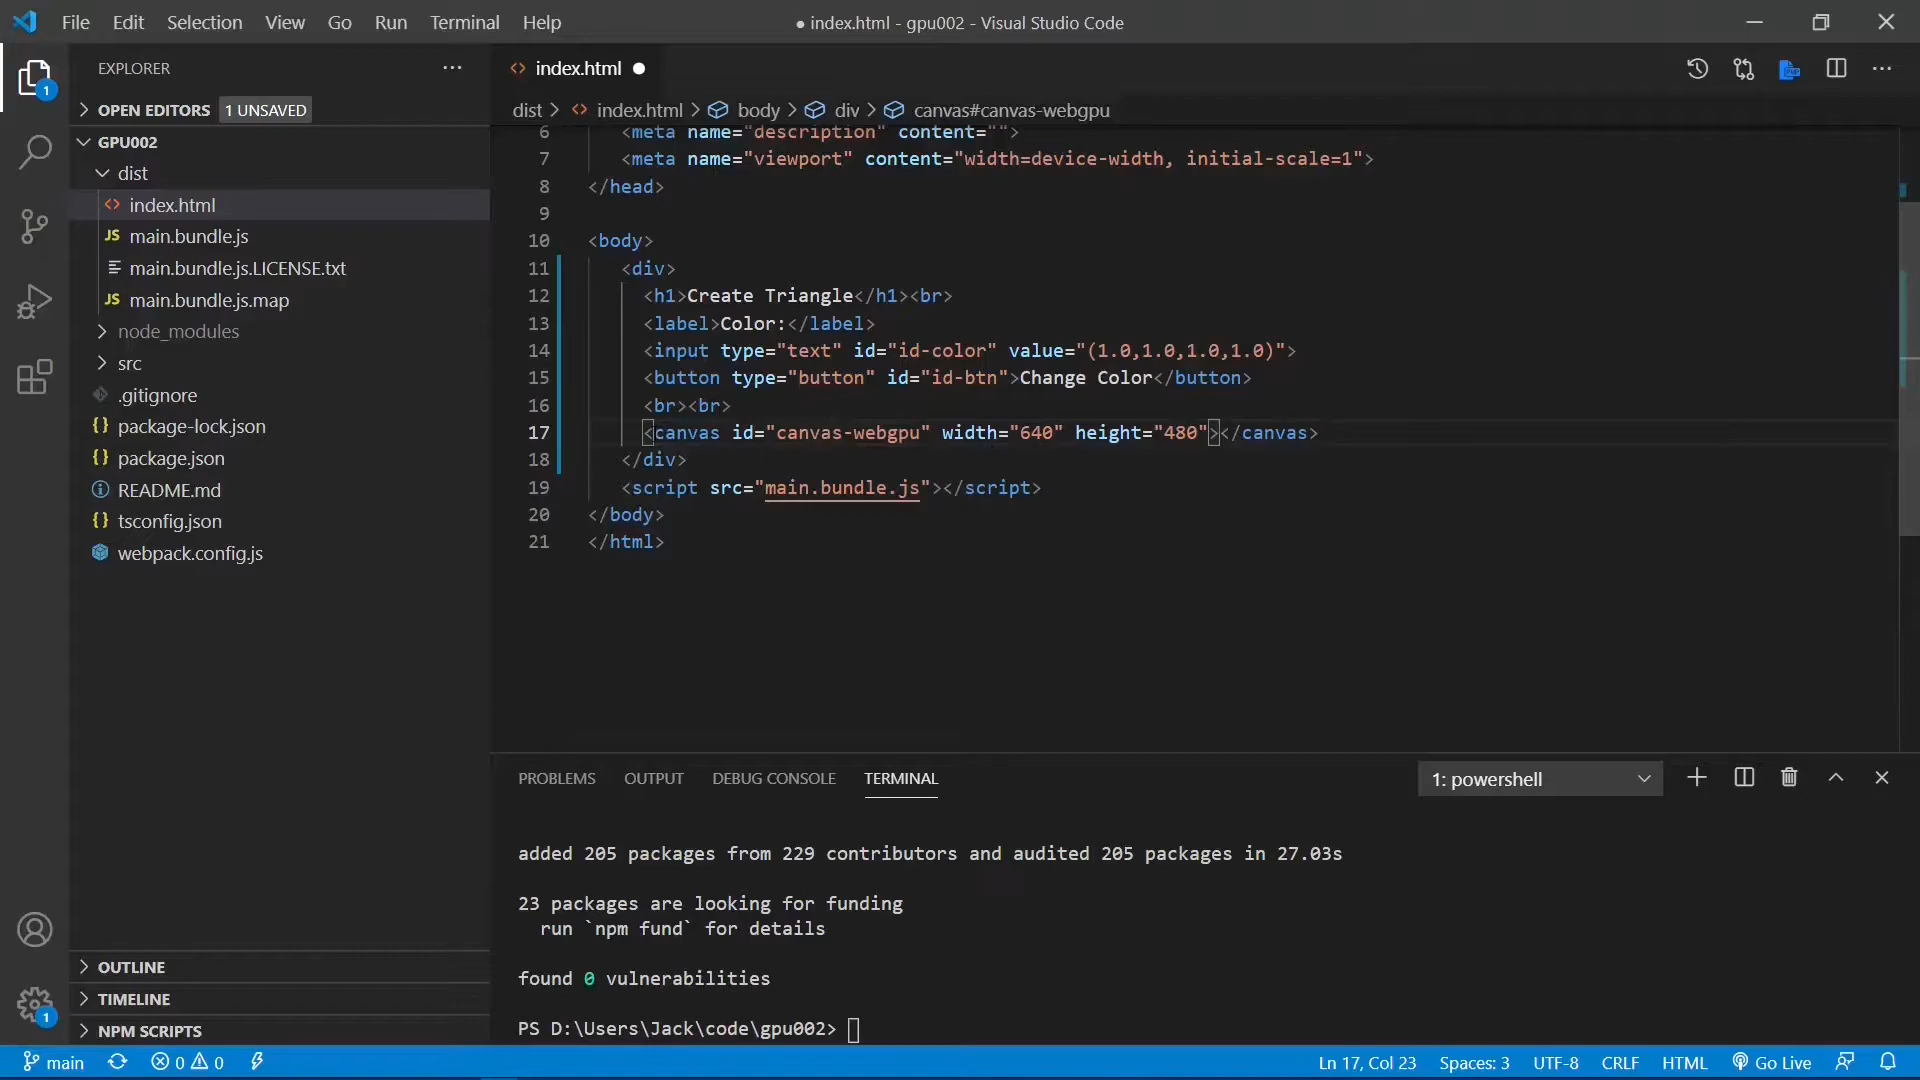 File Edit Selection View Go Run Terminal Help
● index.html - gpu002 - Visual Studio Code
EXPLORER
OPEN EDITORS 1 UNSAVED
GPU002
dist
index.html
JS main.bundle.js
main.bundle.js.LICENSE.txt
JS main.bundle.js.map
node_modules
src
.gitignore
{} package-lock.json
{} package.json
README.md
{} tsconfig.json
webpack.config.js
OUTLINE
TIMELINE
NPM SCRIPTS
1
1
<> index.html ●
dist > <> index.html > body > div > canvas#canvas-webgpu
6 <meta name="description" content="">
7 <meta name="viewport" content="width=device-width, initial-scale=1">
8 </head>
9
10 <body>
11 <div>
12 <h1>Create Triangle</h1><br>
13 <label>Color:</label>
14 <input type="text" id="id-color" value="(1.0,1.0,1.0,1.0)">
15 <button type="button" id="id-btn">Change Color</button>
16 <br><br>
17 <canvas id="canvas-webgpu" width="640" height="480"></canvas>
18 </div>
19 <script src="main.bundle.js"></script>
20 </body>
21 </html>
PROBLEMS OUTPUT DEBUG CONSOLE TERMINAL
1: powershell
added 205 packages from 229 contributors and audited 205 packages in 27.03s
23 packages are looking for funding
run `npm fund` for details
found 0 vulnerabilities
PS D:\Users\Jack\code\gpu002>
main 0 0
Ln 17, Col 23 Spaces: 3 UTF-8 CRLF HTML Go Live